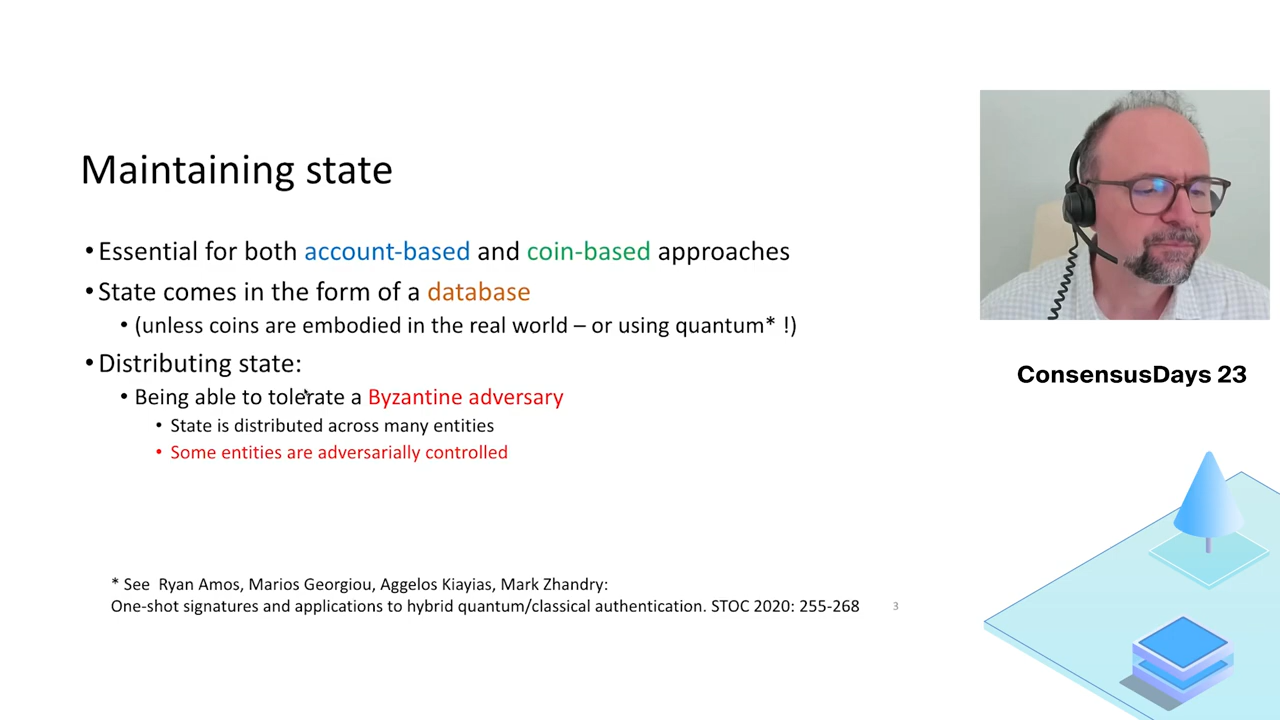 Maintaining state
• Essential for both account-based and coin-based approaches
• State comes in the form of a database
• (unless coins are embodied in the real world – or using quantum* !)
• Distributing state:
• Being able to tolerate a Byzantine adversary
• State is distributed across many entities
• Some entities are adversarially controlled
* See Ryan Amos, Marios Georgiou, Aggelos Kiayias, Mark Zhandry:
One-shot signatures and applications to hybrid quantum/classical authentication. STOC 2020: 255-268
3
ConsensusDays 23